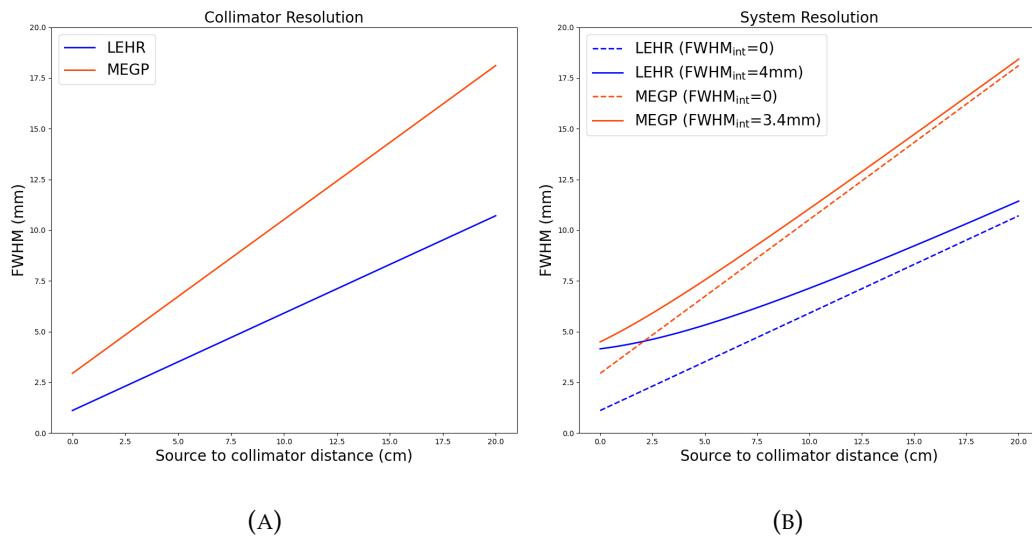 Collimator Resolution
20.0
17.5
15.0
12.5
10.0
7.5
5.0
2.5
0.0
FWHM (mm)
LEHR
MEGP
0.0 2.5 5.0 7.5 10.0 12.5 15.0 17.5 20.0
Source to collimator distance (cm)
(A)
System Resolution
20.0
17.5
15.0
12.5
10.0
7.5
5.0
2.5
0.0
FWHM (mm)
LEHR (FWHMint=0)
LEHR (FWHMint=4mm)
MEGP (FWHMint=0)
MEGP (FWHMint=3.4mm)
0.0 2.5 5.0 7.5 10.0 12.5 15.0 17.5 20.0
Source to collimator distance (cm)
(B)